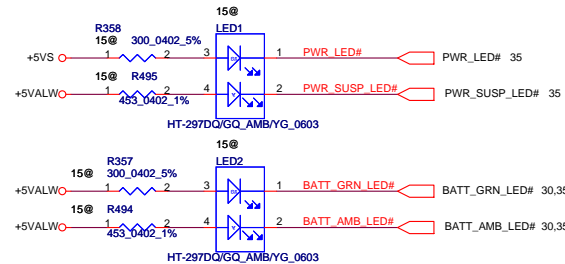 15@
R358 LED1
15@ 300_0402_5%
+5VS 1 2 3 1 PWR_LED# PWR_LED# 35
15@ R495
+5VALW 1 2 4 2 PWR_SUSP_LED# PWR_SUSP_LED# 35
453_0402_1%
HT-297DQ/GQ_AMB/YG_0603
15@
R357 LED2
15@ 300_0402_5%
+5VALW 1 2 3 1 BATT_GRN_LED# BATT_GRN_LED# 30,35
15@ R494
+5VALW 1 2 4 2 BATT_AMB_LED# BATT_AMB_LED# 30,35
453_0402_1%
HT-297DQ/GQ_AMB/YG_0603